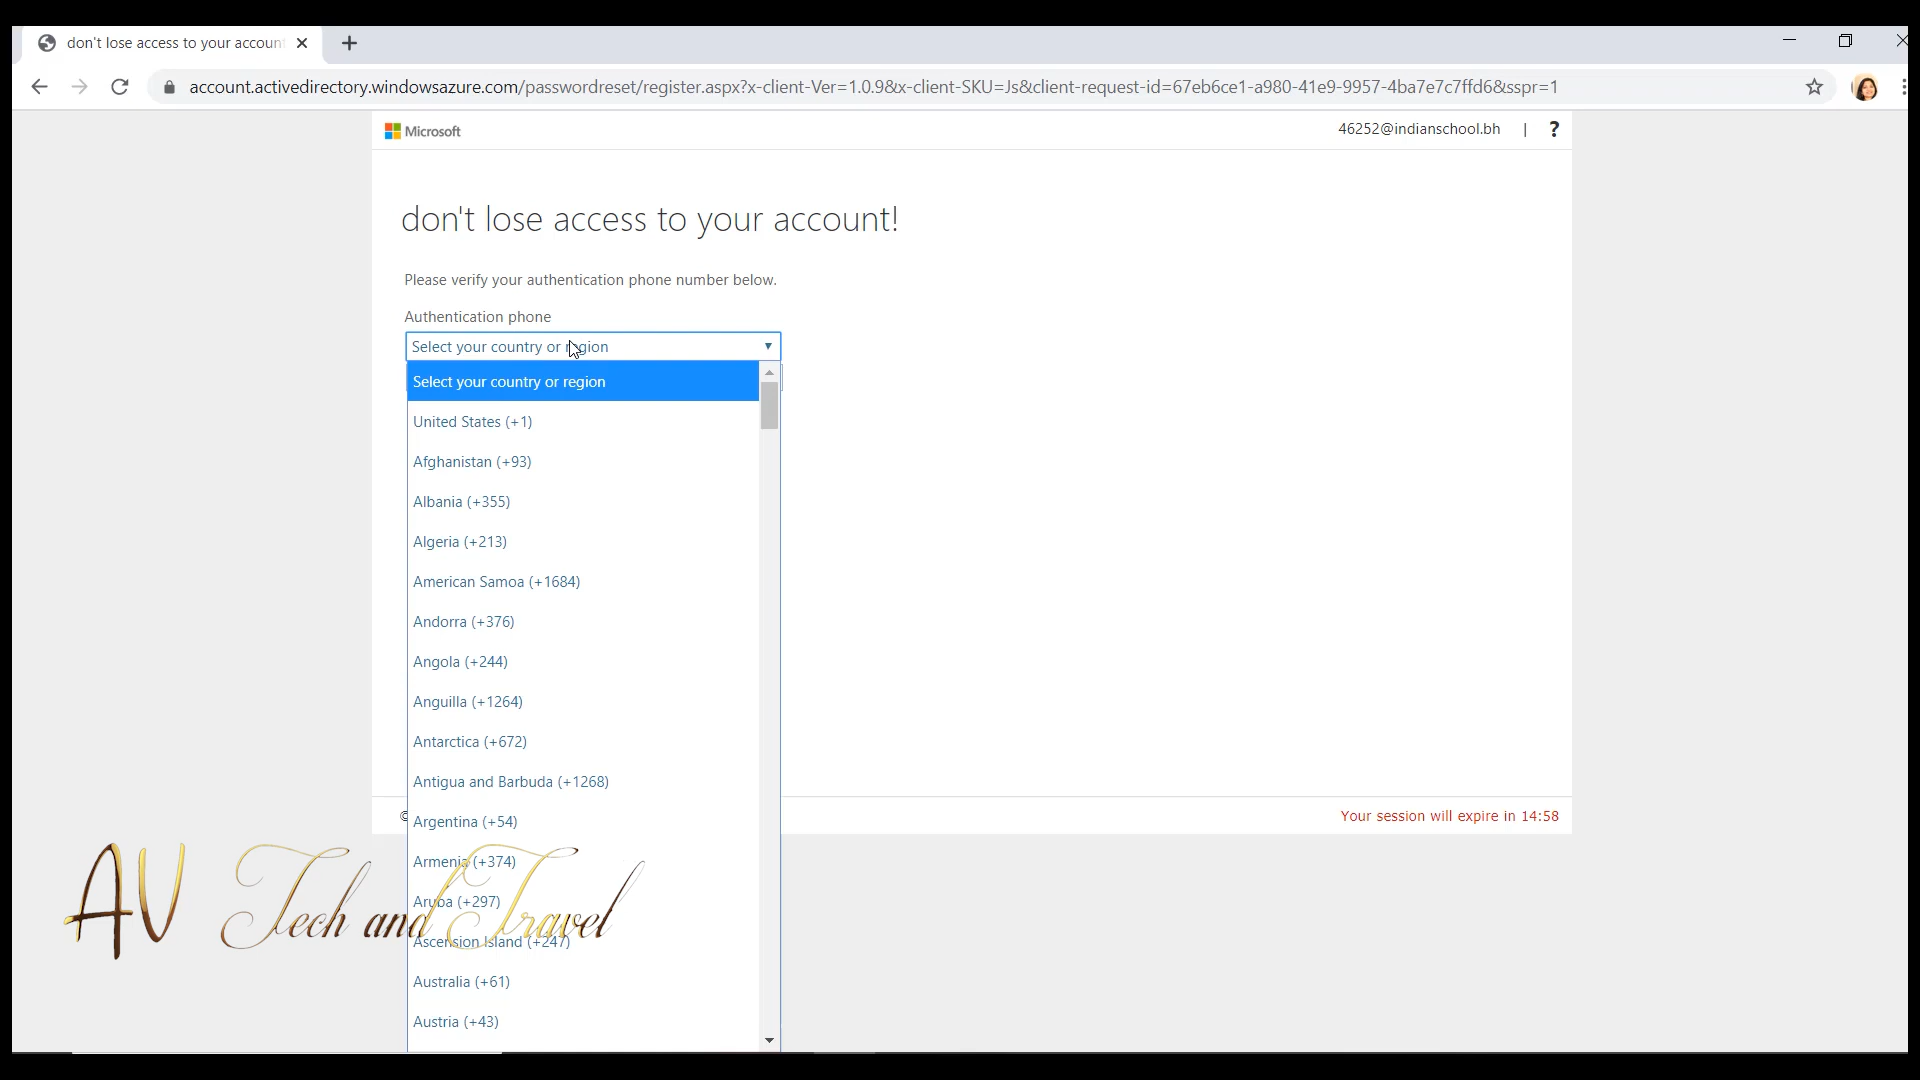 don't lose access to your accoun
account.activedirectory.windowsazure.com/passwordreset/register.aspx?x-client-Ver=1.0.9&x-client-SKU=Js&client-request-id=67eb6ce1-a980-41e9-9957-4ba7e7c7ffd6&sspr=1
Microsoft
46252@indianschool.bh | ?
don't lose access to your account!
Please verify your authentication phone number below.
Authentication phone
Select your country or region
Select your country or region
United States (+1)
Afghanistan (+93)
Albania (+355)
Algeria (+213)
American Samoa (+1684)
Andorra (+376)
Angola (+244)
Anguilla (+1264)
Antarctica (+672)
Antigua and Barbuda (+1268)
Argentina (+54)
Armenia (+374)
Aruba (+297)
Ascension Island (+247)
Australia (+61)
Austria (+43)
©
Your session will expire in 14:58
AV Tech and Travel